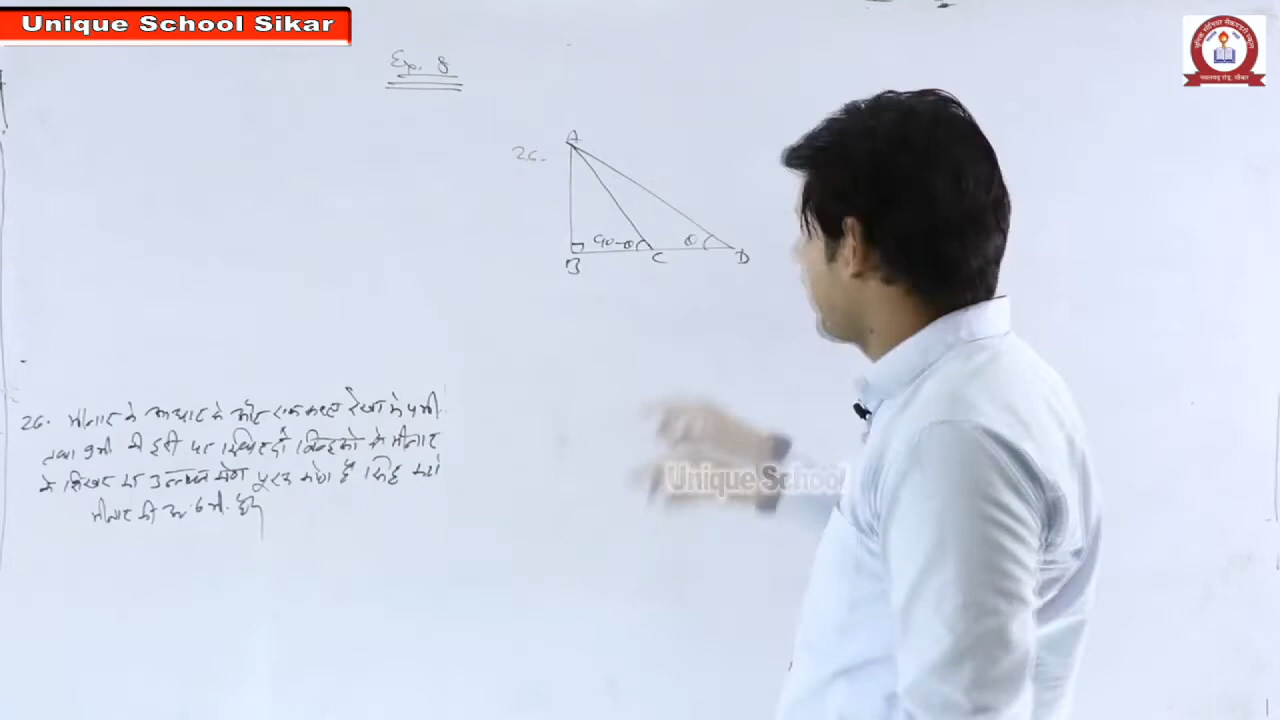 Unique School Sikar
Ex. 8
26.
A
90-θ
θ
B
C
D
26. मीनार के आधार से और एक सरल रेखा में 4 मी.
तथा 9 मी की दूरी पर स्थित दो बिन्दुओं से मीनार
के शिखर का उन्नयन कोण पूरक कोण है सिद्ध करो
मीनार की ऊ. 6 मी. है
Unique School